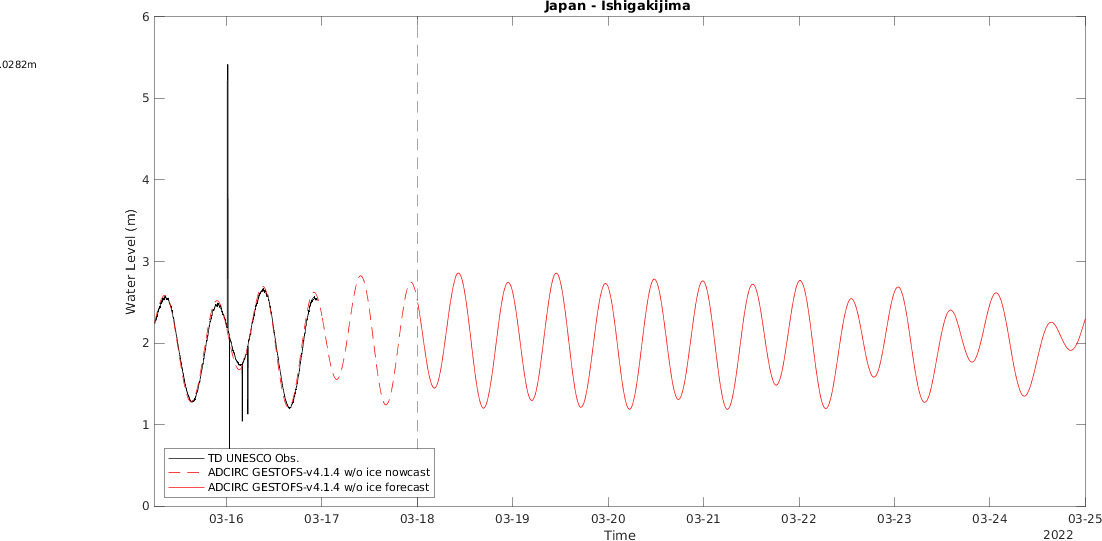 Japan - Ishigakijima
.0282m
6
5
4
3
2
1
0
Water Level (m)
TD UNESCO Obs.
ADCIRC GESTOFS-v4.1.4 w/o ice nowcast
ADCIRC GESTOFS-v4.1.4 w/o ice forecast
03-16 03-17 03-18 03-19 03-20 03-21 03-22 03-23 03-24 03-25
Time
2022